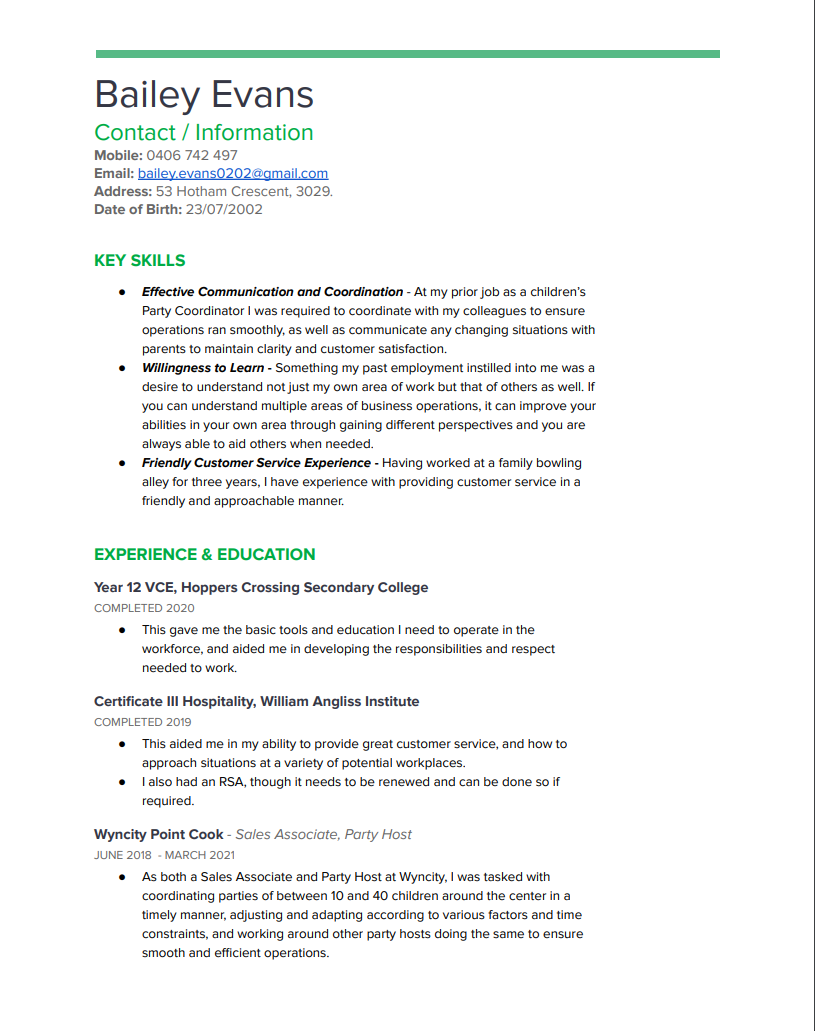 Bailey Evans
Contact / Information
Mobile: 0406 742 497
Email: bailey.evans0202@gmail.com
Address: 53 Hotham Crescent, 3029.
Date of Birth: 23/07/2002
KEY SKILLS
● Effective Communication and Coordination - At my prior job as a children’s
Party Coordinator I was required to coordinate with my colleagues to ensure
operations ran smoothly, as well as communicate any changing situations with
parents to maintain clarity and customer satisfaction.
● Willingness to Learn - Something my past employment instilled into me was a
desire to understand not just my own area of work but that of others as well. If
you can understand multiple areas of business operations, it can improve your
abilities in your own area through gaining different perspectives and you are
always able to aid others when needed.
● Friendly Customer Service Experience - Having worked at a family bowling
alley for three years, I have experience with providing customer service in a
friendly and approachable manner.
EXPERIENCE & EDUCATION
Year 12 VCE, Hoppers Crossing Secondary College
COMPLETED 2020
● This gave me the basic tools and education I need to operate in the
workforce, and aided me in developing the responsibilities and respect
needed to work.
Certificate III Hospitality, William Angliss Institute
COMPLETED 2019
● This aided me in my ability to provide great customer service, and how to
approach situations at a variety of potential workplaces.
● I also had an RSA, though it needs to be renewed and can be done so if
required.
Wyncity Point Cook - Sales Associate, Party Host
JUNE 2018 - MARCH 2021
● As both a Sales Associate and Party Host at Wyncity, I was tasked with
coordinating parties of between 10 and 40 children around the center in a
timely manner, adjusting and adapting according to various factors and time
constraints, and working around other party hosts doing the same to ensure
smooth and efficient operations.